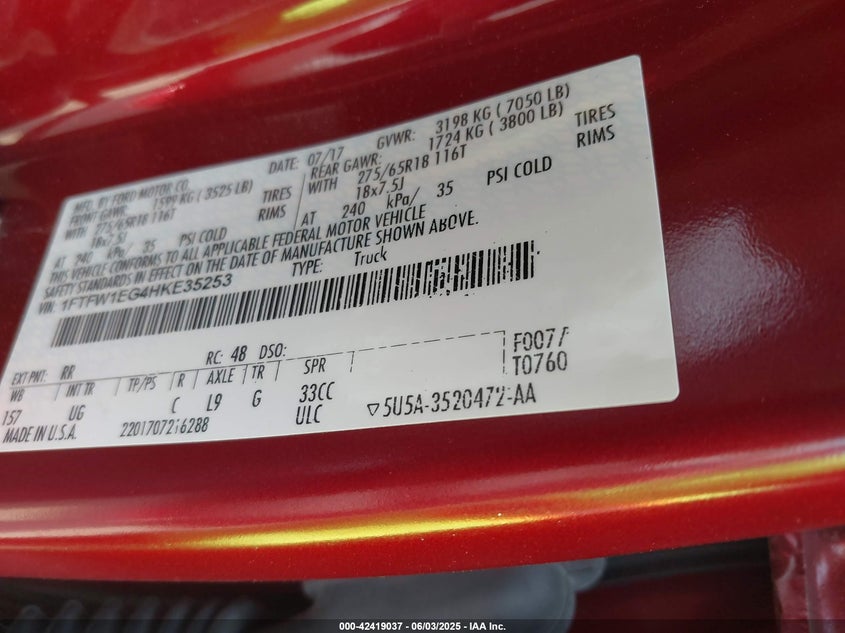 MFD. BY FORD MOTOR CO.
DATE: 07/17 GVWR: 3198 KG ( 7050 LB)
FRONT GAWR: 1599 KG ( 3525 LB) REAR GAWR: 1724 KG ( 3800 LB)
WITH 275/65R18 116T TIRES WITH 275/65R18 116T TIRES
18x7.5J RIMS 18x7.5J RIMS
AT 240 kPa/ 35 PSI COLD AT 240 kPa/ 35 PSI COLD
THIS VEHICLE CONFORMS TO ALL APPLICABLE FEDERAL MOTOR VEHICLE
SAFETY STANDARDS IN EFFECT ON THE DATE OF MANUFACTURE SHOWN ABOVE.
VIN: 1FTFW1EG4HKE35253 TYPE: Truck
EXT PNT: RR RC: 48 DSO: F007/
WB INT TR TP/PS R AXLE TR SPR T0760
157 UG C L9 G 33CC
ULC ▽5U5A-3520472-AA
MADE IN U.S.A. 2201707216288
000-42419037 - 06/03/2025 - IAA Inc.